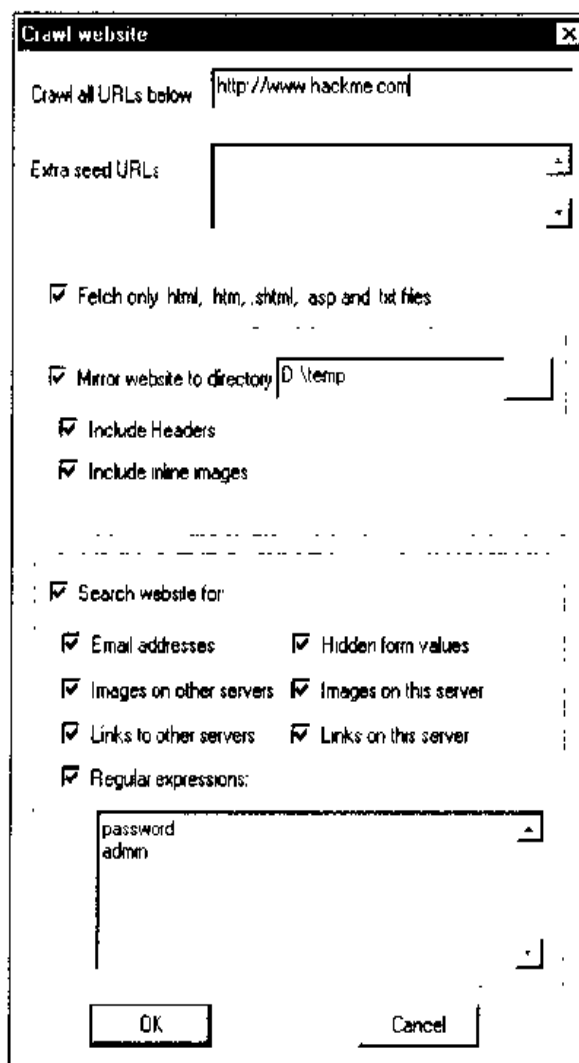 Crawl website
Crawl all URLs below http://www.hackme.com
Extra seed URLs
Fetch only html, htm, .shtml, asp and txt files
Mirror website to directory D:\temp
Include Headers
Include inline images
Search website for
Email addresses Hidden form values
Images on other servers Images on this server
Links to other servers Links on this server
Regular expressions:
password
admin
OK Cancel